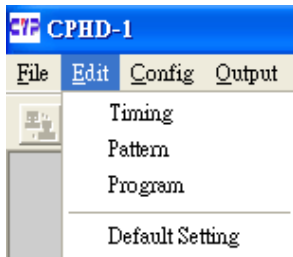 CYP CPHD-1
File Edit Config Output
Timing
Pattern
Program
Default Setting